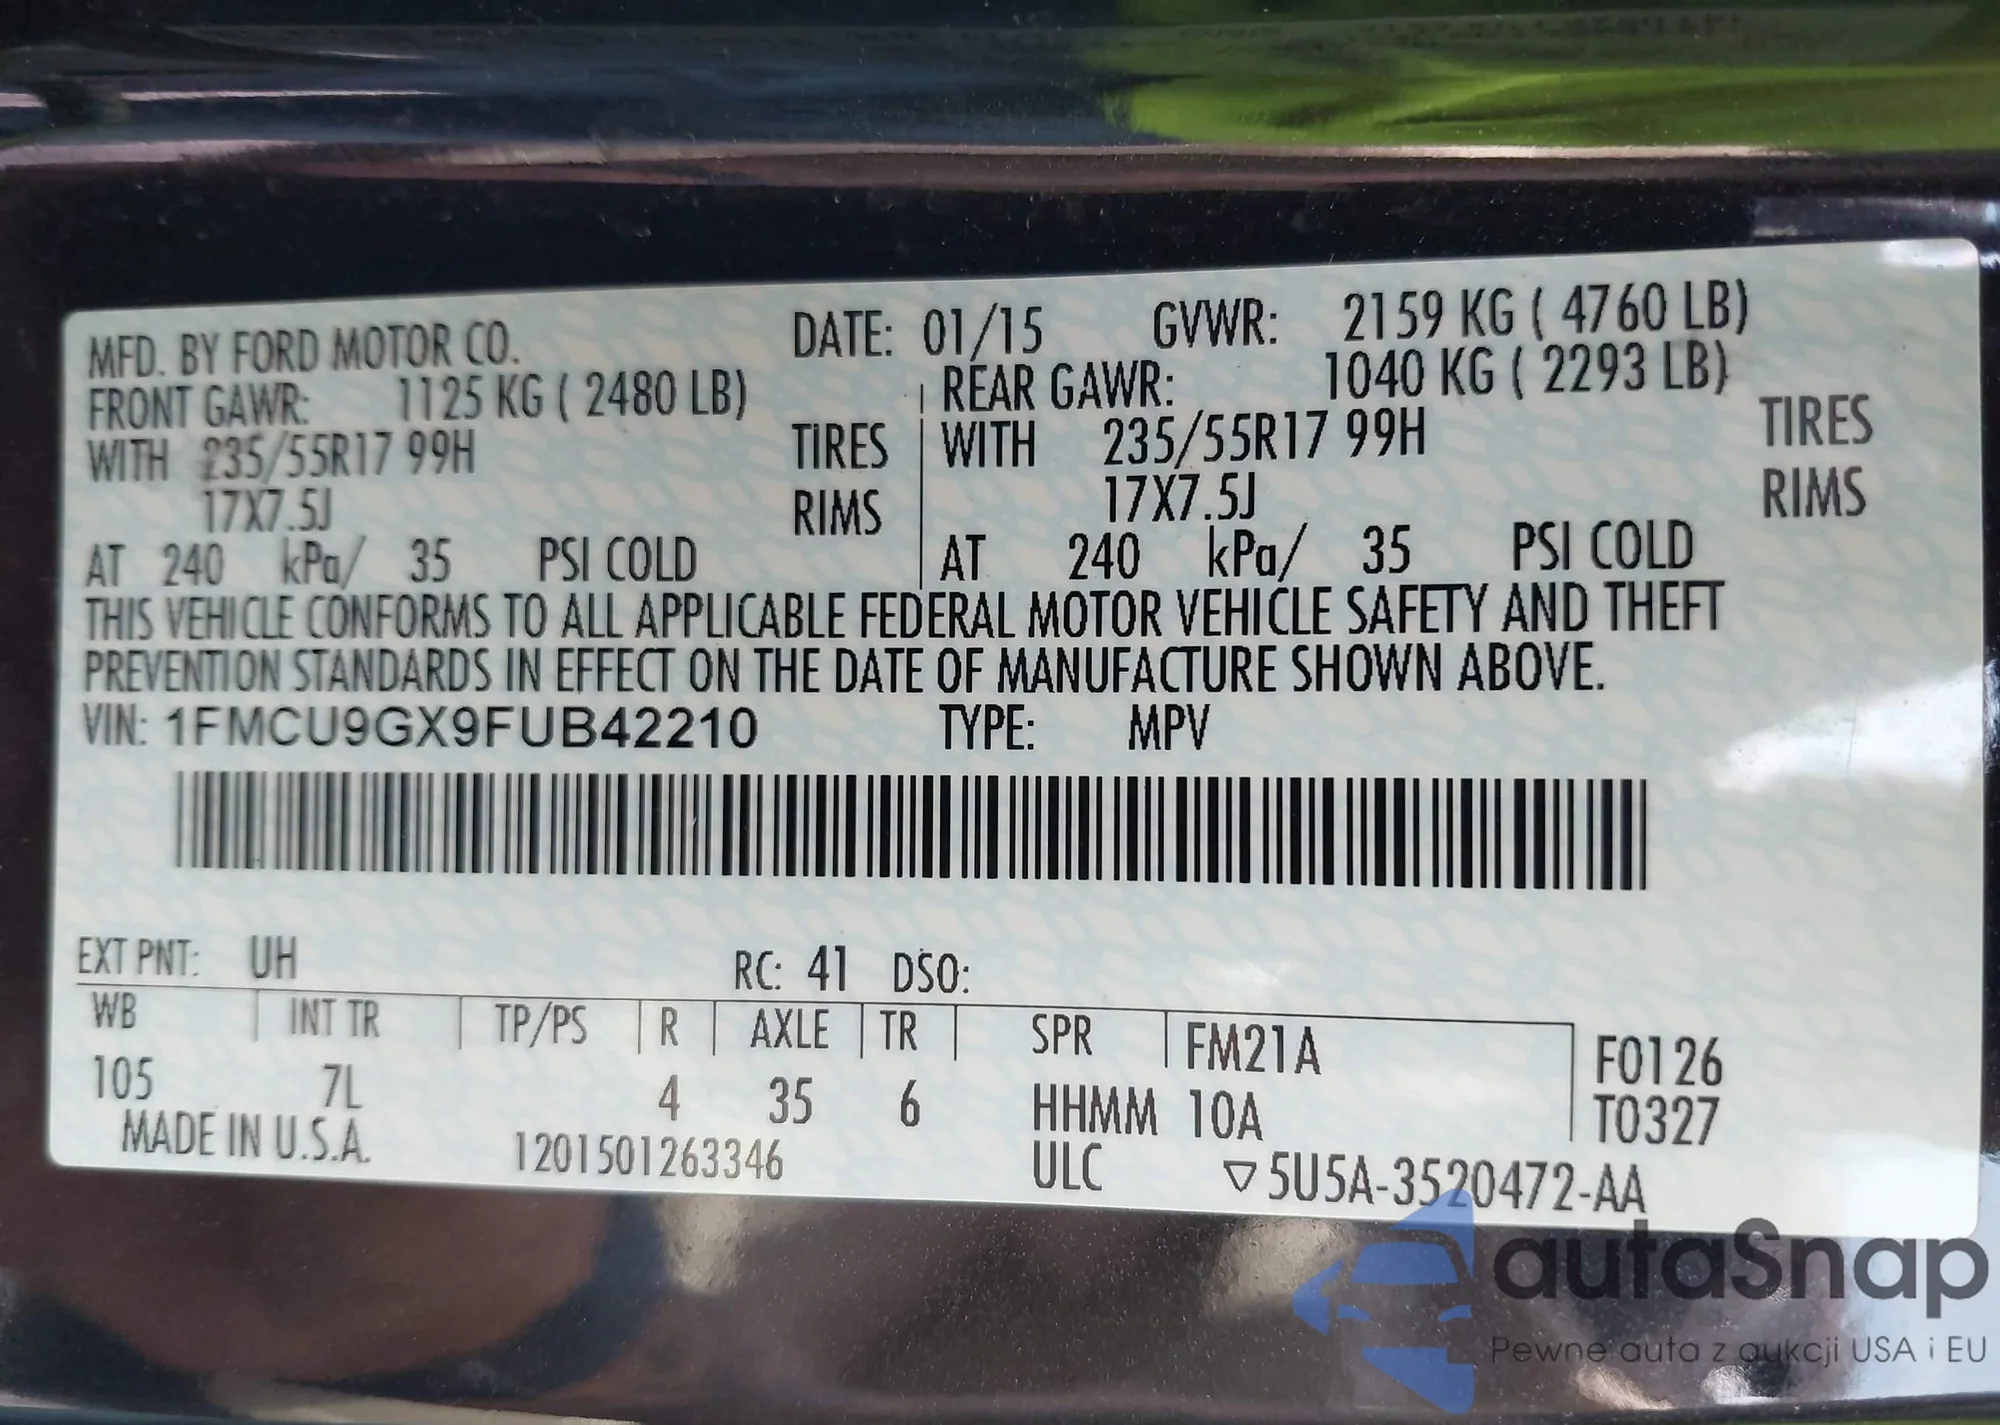 MFD. BY FORD MOTOR CO. DATE: 01/15 GVWR: 2159 KG ( 4760 LB)
FRONT GAWR: 1125 KG ( 2480 LB) REAR GAWR: 1040 KG ( 2293 LB)
WITH 235/55R17 99H TIRES WITH 235/55R17 99H TIRES
17X7.5J RIMS 17X7.5J RIMS
AT 240 kPa/ 35 PSI COLD AT 240 kPa/ 35 PSI COLD
THIS VEHICLE CONFORMS TO ALL APPLICABLE FEDERAL MOTOR VEHICLE SAFETY AND THEFT
PREVENTION STANDARDS IN EFFECT ON THE DATE OF MANUFACTURE SHOWN ABOVE.
VIN: 1FMCU9GX9FUB42210 TYPE: MPV
EXT PNT: UH RC: 41 DSO:
WB INT TR TP/PS R AXLE TR SPR FM21A F0126
105 7L 4 35 6 HHMM 10A T0327
MADE IN U.S.A. 1201501263346 ULC ▽5U5A-3520472-AA
autaSnap
Pewne auta z aukcji USA i EU